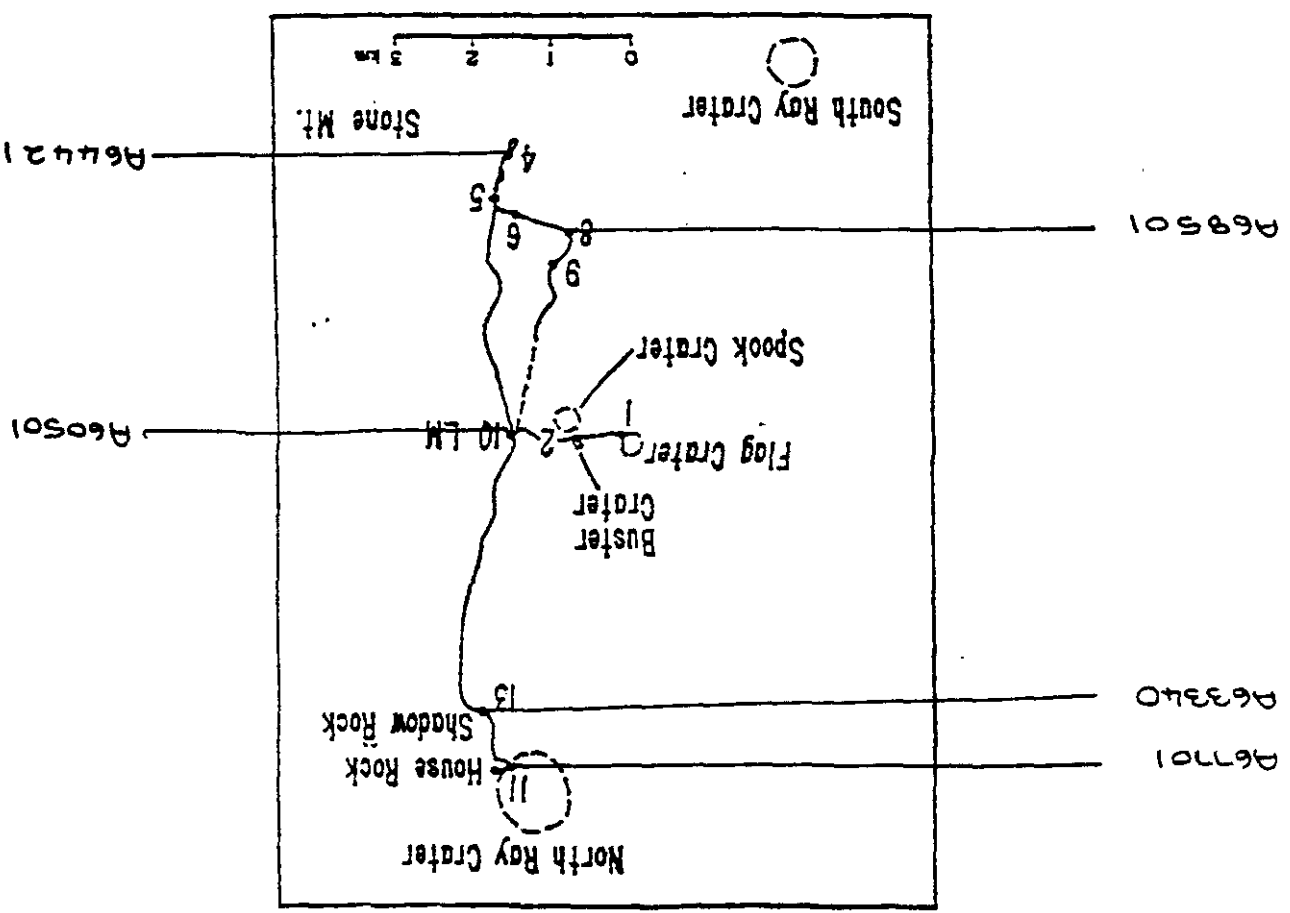 North Ray Crater
A67701
11
House Rock
A63340
13
Shadow Rock
Buster
Crater
Flag Crater
1
2
10 LM
A60501
Spook Crater
9
A68501
8
6
5
4
A64421
South Ray Crater
Stone Mt.
0 1 2 3 km